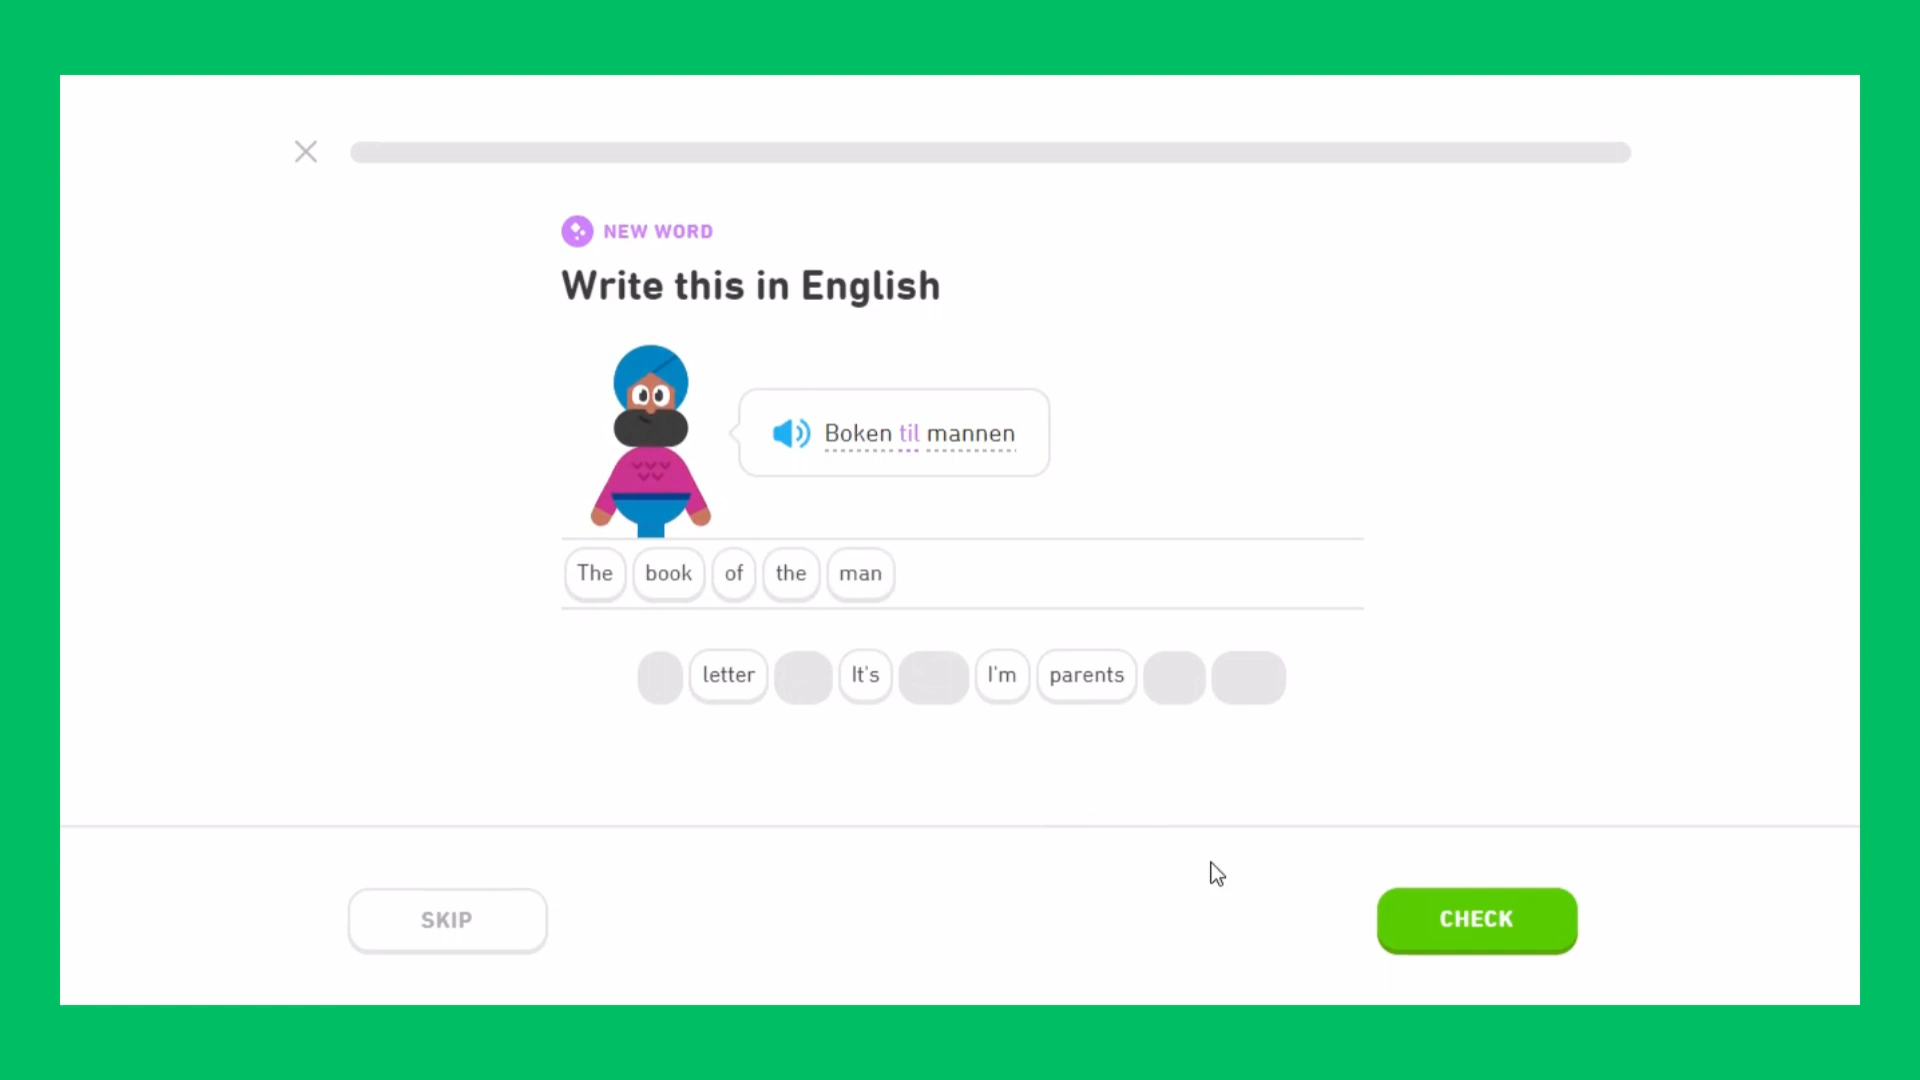 NEW WORD
Write this in English
Boken til mannen
The book of the man
letter It's I'm parents
SKIP
CHECK